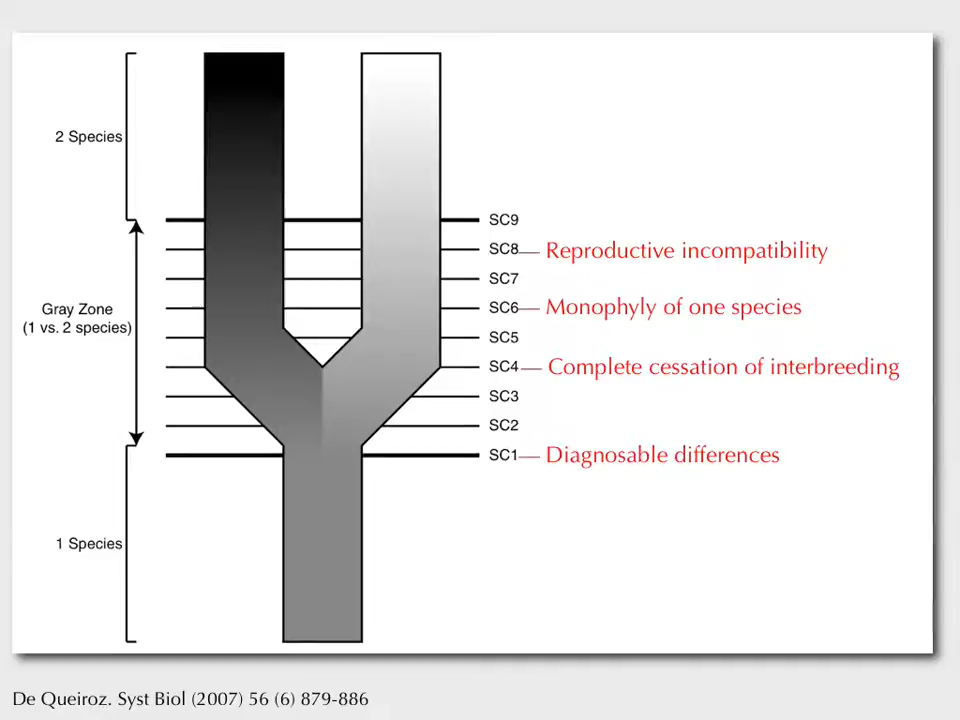 2 Species
SC9
SC8— Reproductive incompatibility
SC7
Gray Zone
(1 vs. 2 species)
SC6— Monophyly of one species
SC5
SC4— Complete cessation of interbreeding
SC3
SC2
SC1— Diagnosable differences
1 Species
De Queiroz. Syst Biol (2007) 56 (6) 879-886